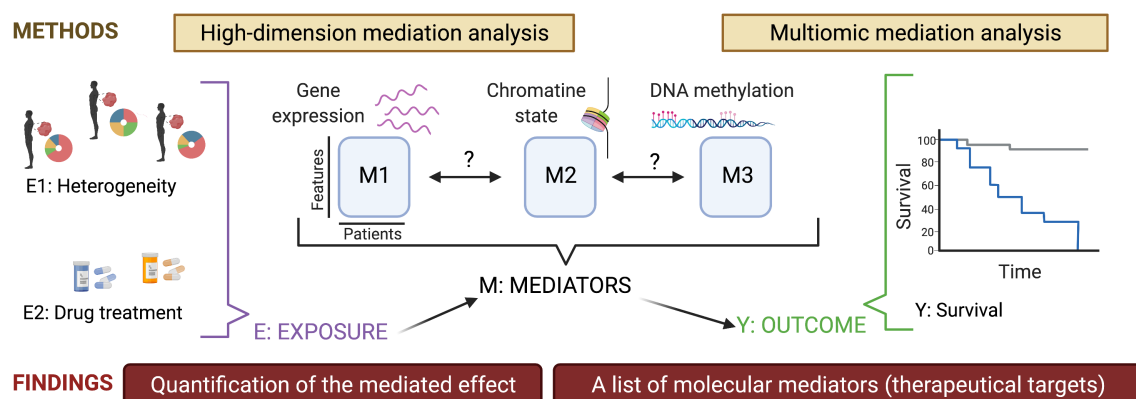 METHODS
High-dimension mediation analysis
Multiomic mediation analysis
Gene
expression
Chromatine
state
DNA methylation
E1: Heterogeneity
Features
M1
?
M2
?
M3
Patients
E2: Drug treatment
M: MEDIATORS
E: EXPOSURE
Y: OUTCOME
Survival
100
80
60
40
20
0
Time
Y: Survival
FINDINGS
Quantification of the mediated effect
A list of molecular mediators (therapeutical targets)